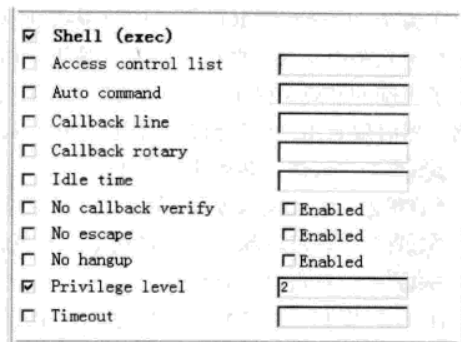 Shell (exec)
Access control list
Auto command
Callback line
Callback rotary
Idle time
No callback verify Enabled
No escape Enabled
No hangup Enabled
Privilege level 2
Timeout